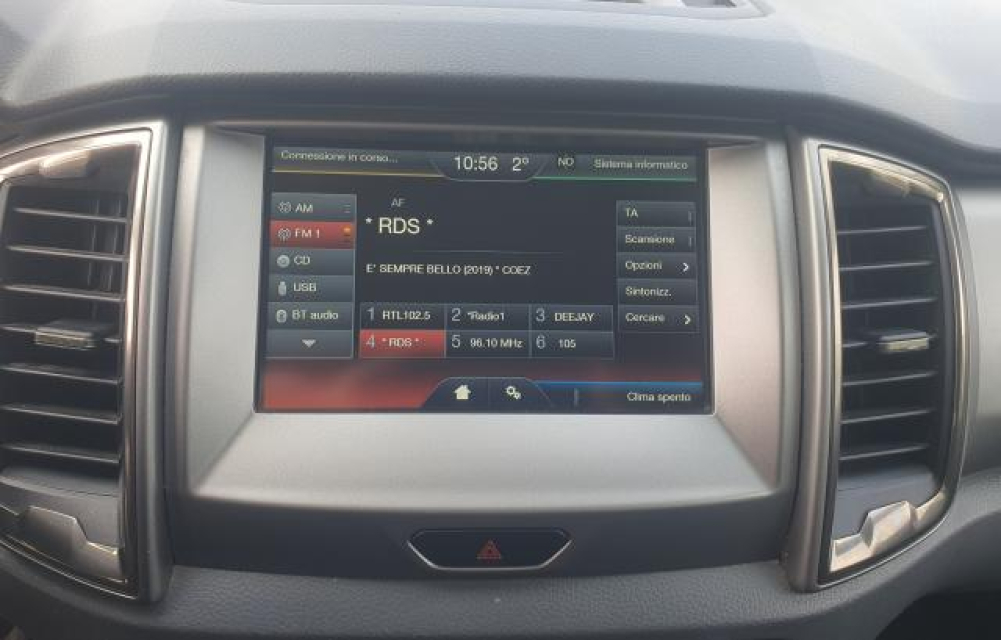 Connessione in corso...
10:56 2° NO Sistema informatico
AM
FM 1
CD
USB
BT audio
AF
* RDS *
E' SEMPRE BELLO (2019) * COEZ
1 RTL102.5 2 *Radio1 3 DEEJAY
4 * RDS * 5 96.10 MHz 6 105
TA
Scansione
Opzioni
Sintonizz.
Cercare
Clima spento